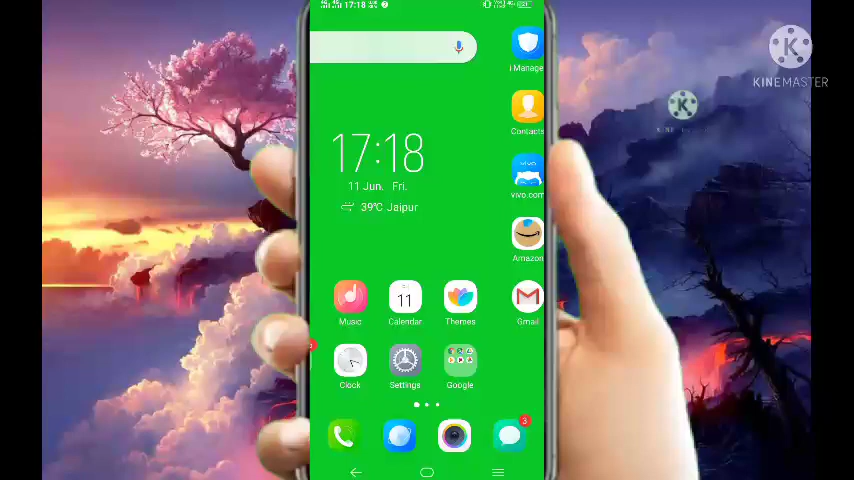 17:18
KINEMASTER
i Manage
Contacts
vivo
vivo.com
17:18
11 Jun. Fri.
39°C Jaipur
Amazon
Music
11
Calendar
Themes
Gmail
Clock
Settings
Google
3